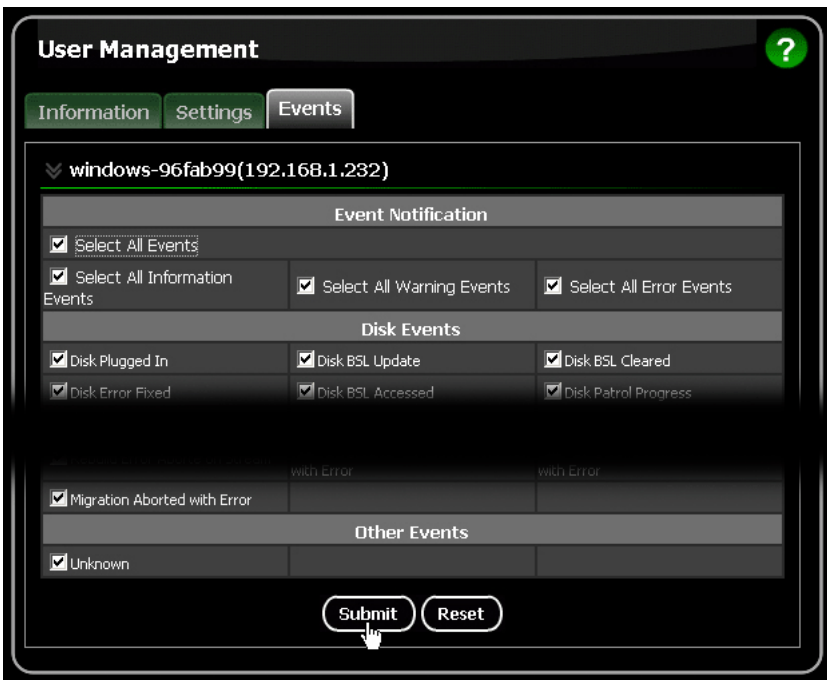 User Management
?
Information Settings Events
windows-96fab99(192.168.1.232)
Event Notification
Select All Events
Select All Information
Events
Select All Warning Events
Select All Error Events
Disk Events
Disk Plugged In
Disk BSL Update
Disk BSL Cleared
Disk Error Fixed
Disk BSL Accessed
Disk Patrol Progress
with Error
with Error
Migration Aborted with Error
Other Events
Unknown
Submit Reset